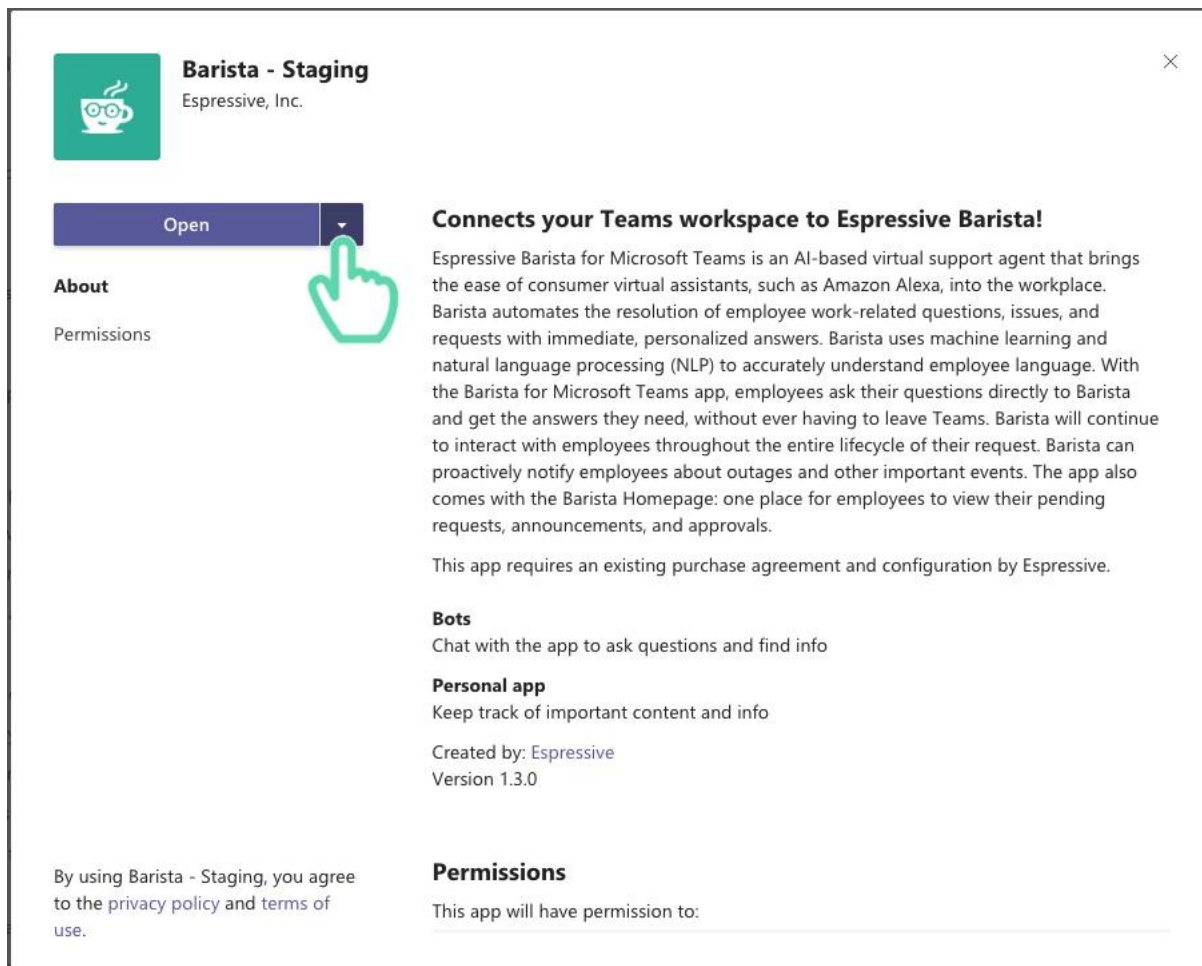 Barista - Staging
Espressive, Inc.
Open
About
Permissions
Connects your Teams workspace to Espressive Barista!
Espressive Barista for Microsoft Teams is an AI-based virtual support agent that brings
the ease of consumer virtual assistants, such as Amazon Alexa, into the workplace.
Barista automates the resolution of employee work-related questions, issues, and
requests with immediate, personalized answers. Barista uses machine learning and
natural language processing (NLP) to accurately understand employee language. With
the Barista for Microsoft Teams app, employees ask their questions directly to Barista
and get the answers they need, without ever having to leave Teams. Barista will continue
to interact with employees throughout the entire lifecycle of their request. Barista can
proactively notify employees about outages and other important events. The app also
comes with the Barista Homepage: one place for employees to view their pending
requests, announcements, and approvals.
This app requires an existing purchase agreement and configuration by Espressive.
Bots
Chat with the app to ask questions and find info
Personal app
Keep track of important content and info
Created by: Espressive
Version 1.3.0
By using Barista - Staging, you agree
to the privacy policy and terms of
use.
Permissions
This app will have permission to: